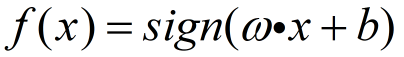 f(x) = sign(ω•x + b)